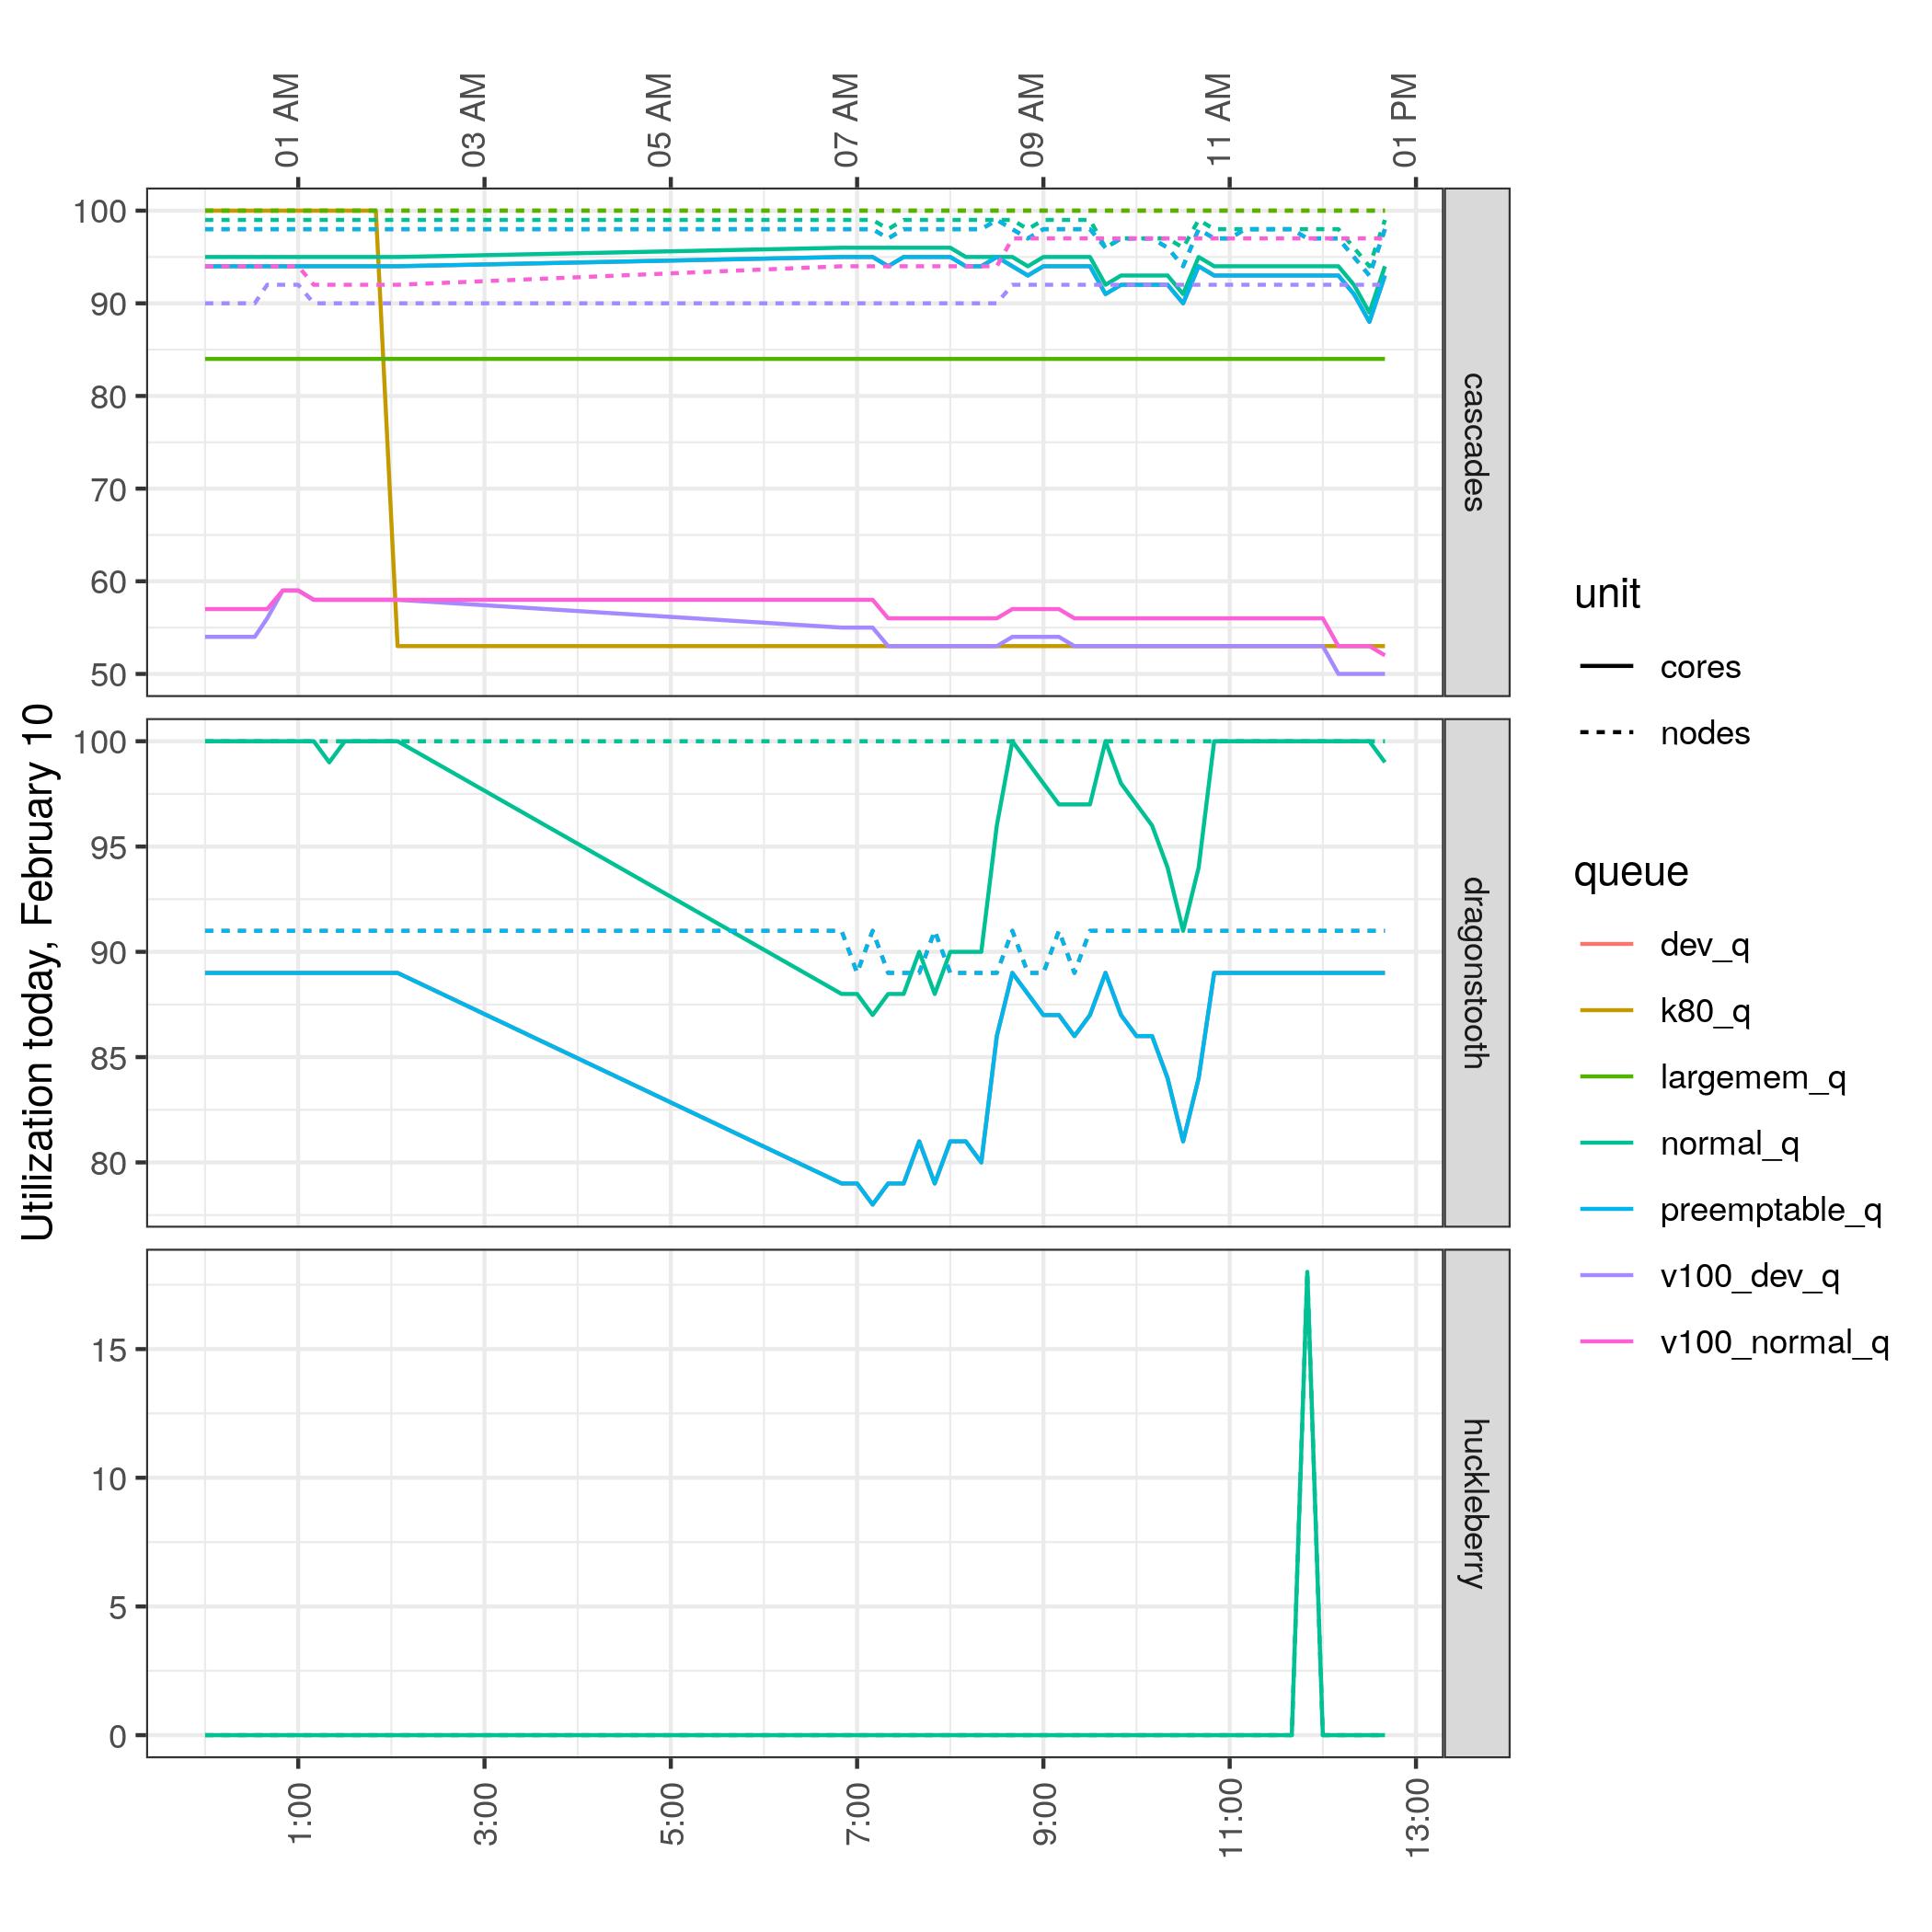 01 AM
03 AM
05 AM
07 AM
09 AM
11 AM
01 PM
Utilization today, February 10
100
90
80
70
60
50
cascades
100
95
90
85
80
dragonstooth
15
10
5
0
huckleberry
1:00
3:00
5:00
7:00
9:00
11:00
13:00
unit
cores
nodes
queue
dev_q
k80_q
largemem_q
normal_q
preemptable_q
v100_dev_q
v100_normal_q